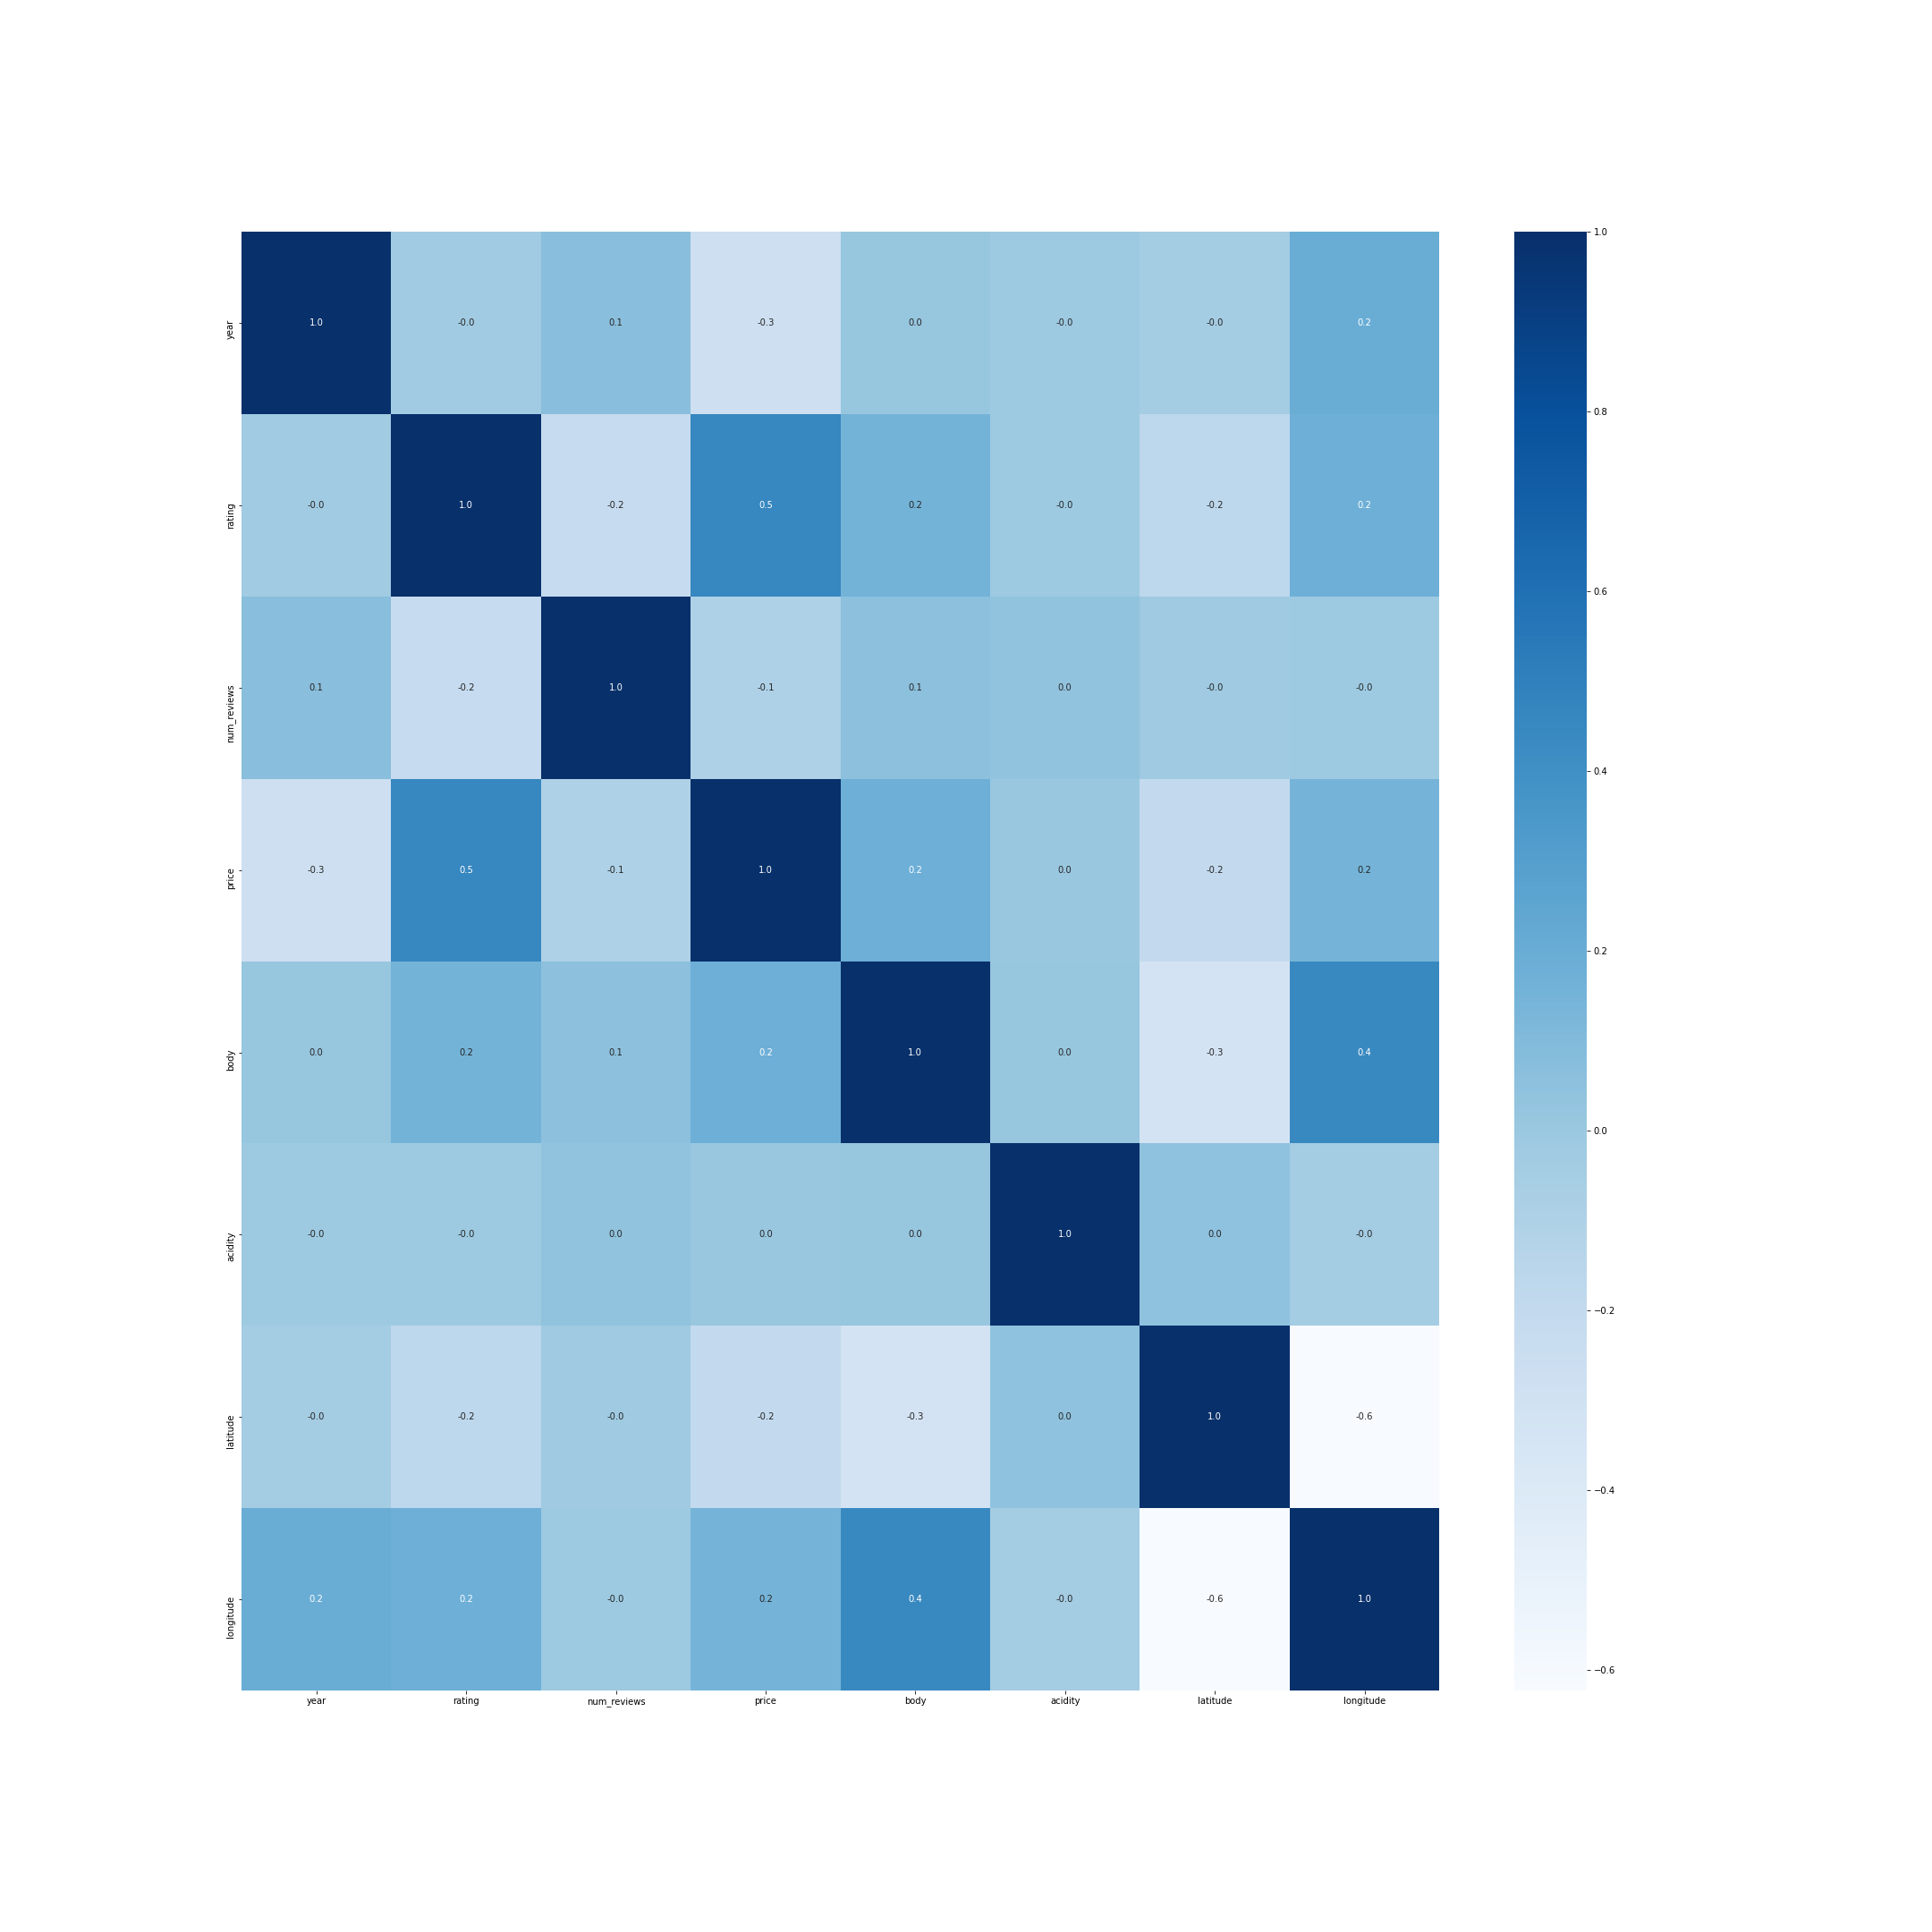 1.0
year 1.0 -0.0 0.1 -0.3 0.0 -0.0 -0.0 0.2
0.8
rating -0.0 1.0 -0.2 0.5 0.2 -0.0 -0.2 0.2
0.6
num_reviews 0.1 -0.2 1.0 -0.1 0.1 0.0 -0.0 -0.0
0.4
price -0.3 0.5 -0.1 1.0 0.2 0.0 -0.2 0.2
0.2
body 0.0 0.2 0.1 0.2 1.0 0.0 -0.3 0.4
0.0
acidity -0.0 -0.0 0.0 0.0 0.0 1.0 0.0 -0.0
−0.2
latitude -0.0 -0.2 -0.0 -0.2 -0.3 0.0 1.0 -0.6
−0.4
longitude 0.2 0.2 -0.0 0.2 0.4 -0.0 -0.6 1.0
−0.6
year rating num_reviews price body acidity latitude longitude